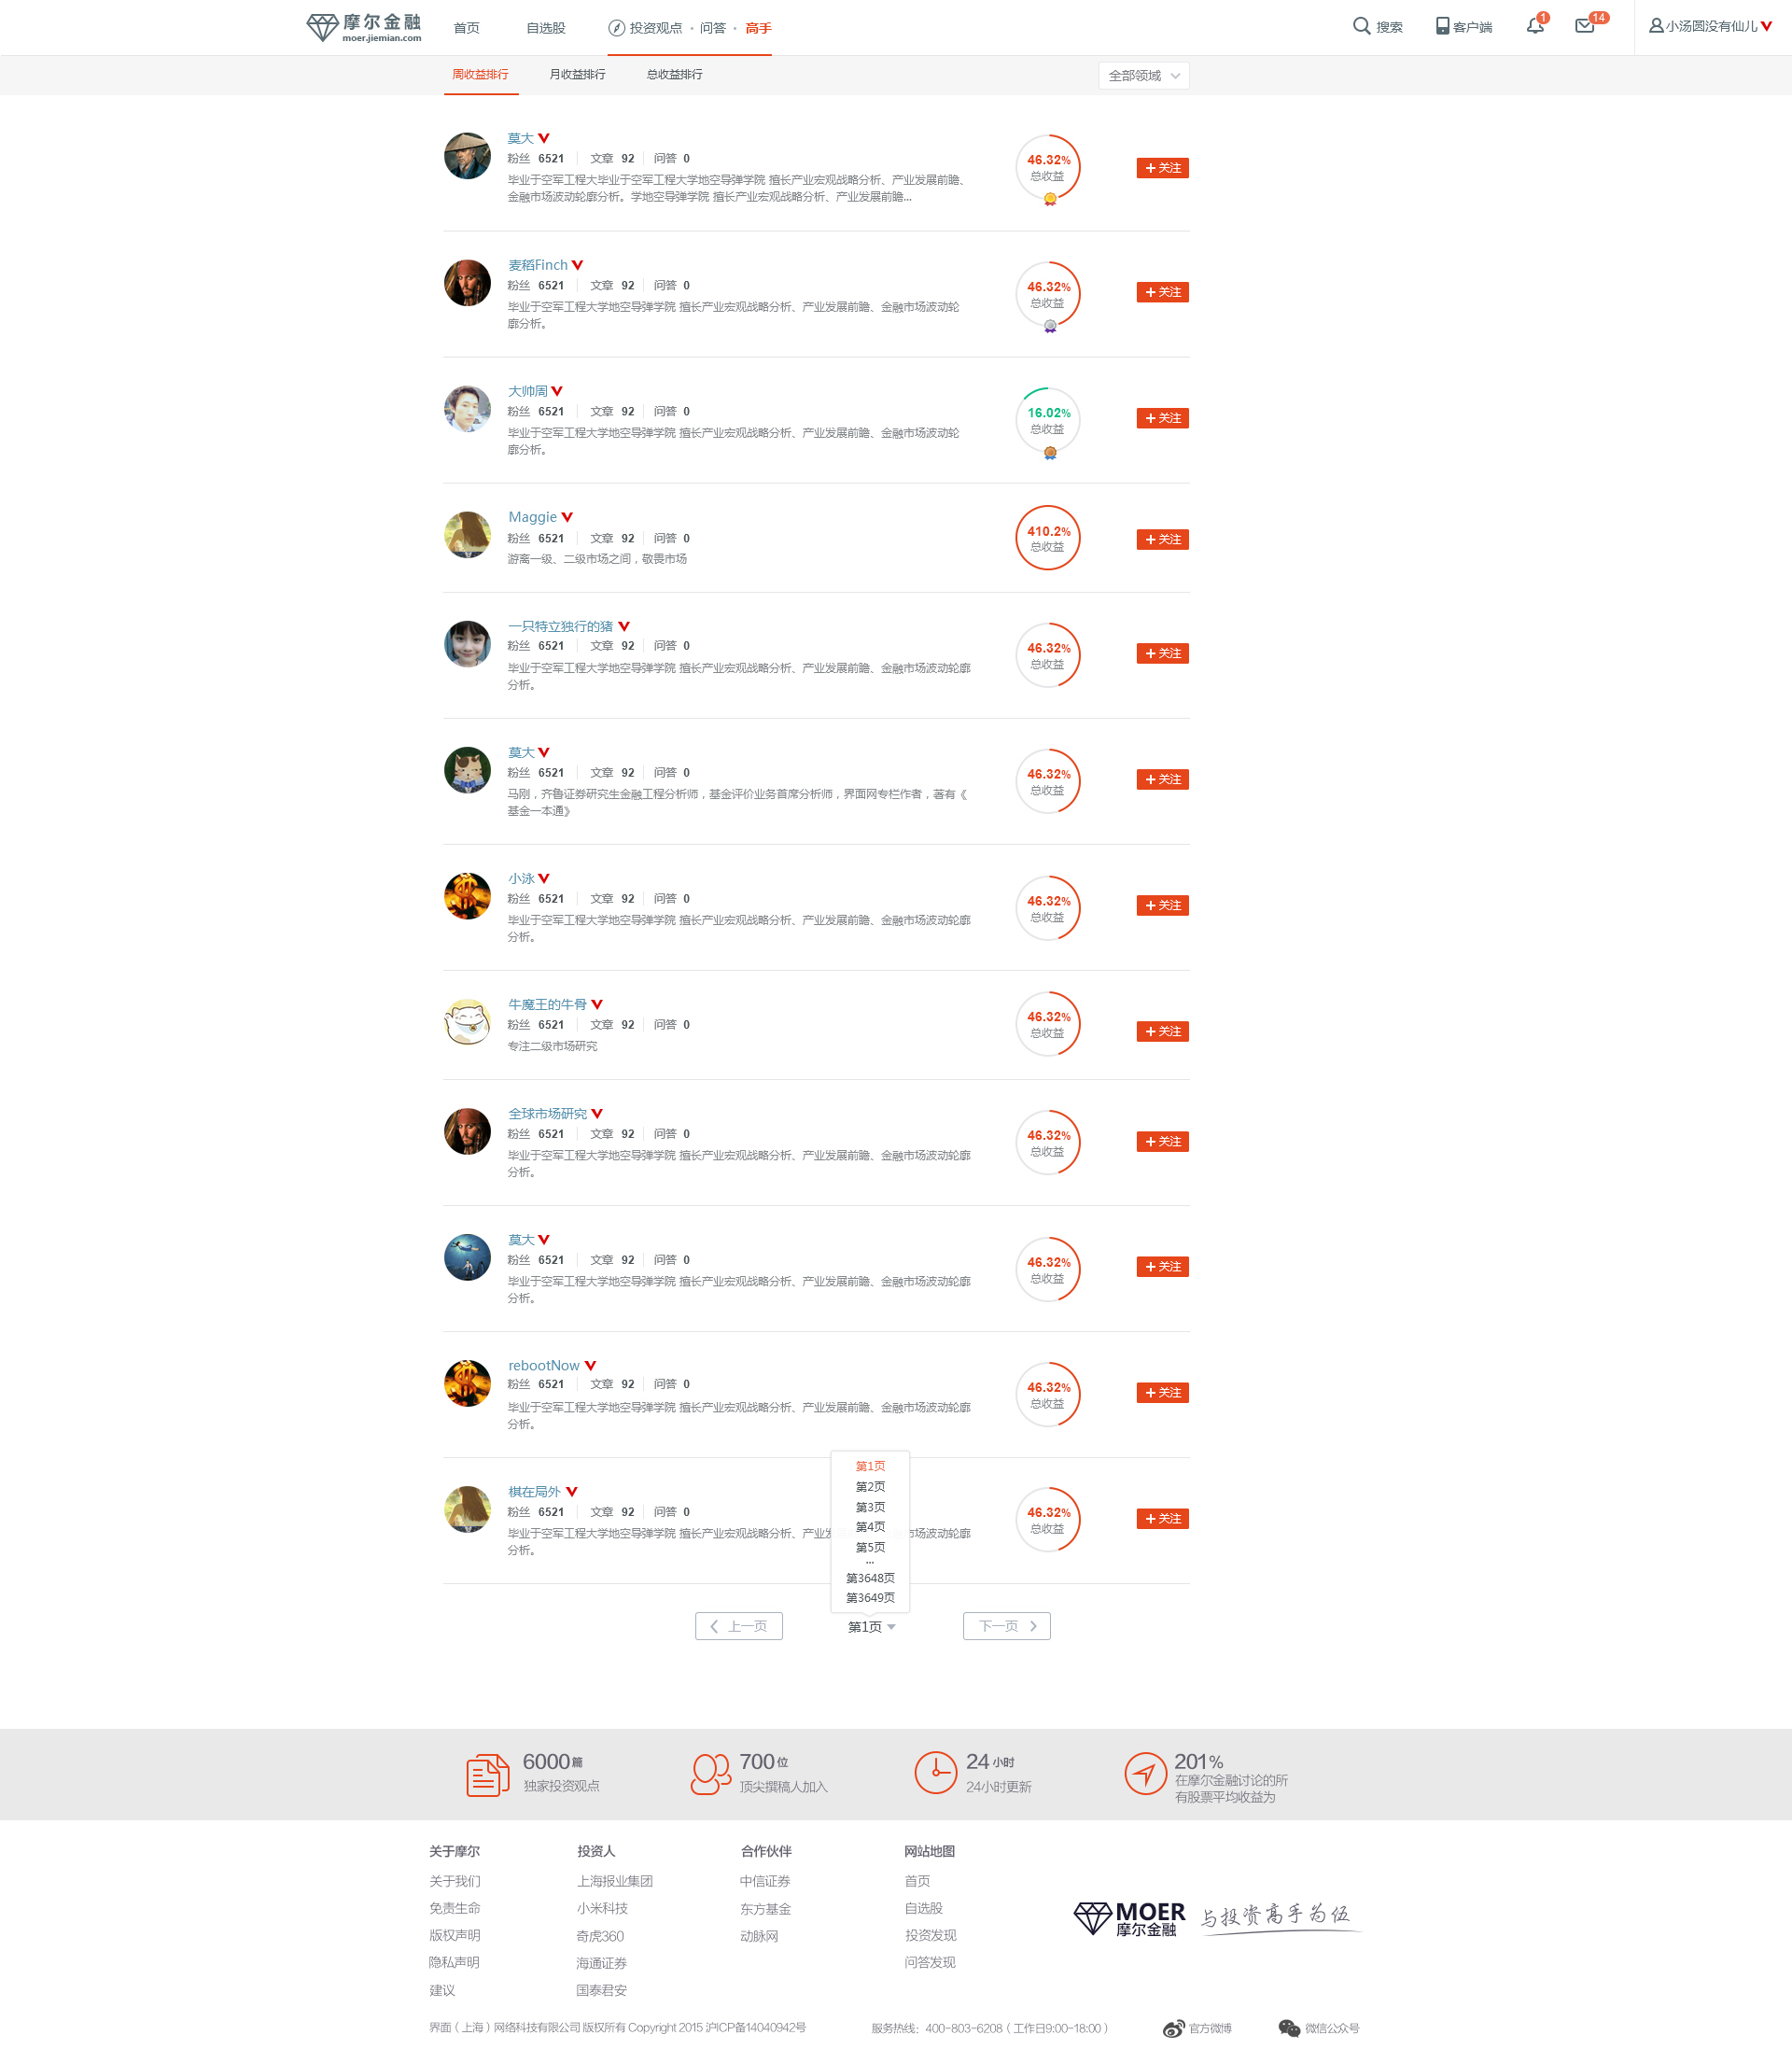 摩尔金融
moer.jiemian.com
首页
自选股
投资观点 · 问答 · 高手
搜索
客户端
1
14
小汤圆没有仙儿
周收益排行
月收益排行
总收益排行
全部领域
莫大
粉丝 6521 文章 92 问答 0
毕业于空军工程大毕业于空军工程大学地空导弹学院 擅长产业宏观战略分析、产业发展前瞻、
金融市场波动轮廓分析。学地空导弹学院 擅长产业宏观战略分析、产业发展前瞻...
46.32%
总收益
+关注
麦稻Finch
粉丝 6521 文章 92 问答 0
毕业于空军工程大学地空导弹学院 擅长产业宏观战略分析、产业发展前瞻、金融市场波动轮
廓分析。
46.32%
总收益
+关注
大帅周
粉丝 6521 文章 92 问答 0
毕业于空军工程大学地空导弹学院 擅长产业宏观战略分析、产业发展前瞻、金融市场波动轮
廓分析。
16.02%
总收益
+关注
Maggie
粉丝 6521 文章 92 问答 0
游离一级、二级市场之间，敬畏市场
410.2%
总收益
+关注
一只特立独行的猪
粉丝 6521 文章 92 问答 0
毕业于空军工程大学地空导弹学院 擅长产业宏观战略分析、产业发展前瞻、金融市场波动轮廓
分析。
46.32%
总收益
+关注
莫大
粉丝 6521 文章 92 问答 0
马刚，齐鲁证券研究生金融工程分析师，基金评价业务首席分析师，界面网专栏作者，著有《
基金一本通》
46.32%
总收益
+关注
小泳
粉丝 6521 文章 92 问答 0
毕业于空军工程大学地空导弹学院 擅长产业宏观战略分析、产业发展前瞻、金融市场波动轮廓
分析。
46.32%
总收益
+关注
牛魔王的牛骨
粉丝 6521 文章 92 问答 0
专注二级市场研究
46.32%
总收益
+关注
全球市场研究
粉丝 6521 文章 92 问答 0
毕业于空军工程大学地空导弹学院 擅长产业宏观战略分析、产业发展前瞻、金融市场波动轮廓
分析。
46.32%
总收益
+关注
莫大
粉丝 6521 文章 92 问答 0
毕业于空军工程大学地空导弹学院 擅长产业宏观战略分析、产业发展前瞻、金融市场波动轮廓
分析。
46.32%
总收益
+关注
rebootNow
粉丝 6521 文章 92 问答 0
毕业于空军工程大学地空导弹学院 擅长产业宏观战略分析、产业发展前瞻、金融市场波动轮廓
分析。
46.32%
总收益
+关注
棋在局外
粉丝 6521 文章 92 问答 0
毕业于空军工程大学地空导弹学院 擅长产业宏观战略分析、产业发 场波动轮廓
分析。
46.32%
总收益
+关注
第1页
第2页
第3页
第4页
第5页
...
第3648页
第3649页
上一页
第1页
下一页
6000篇
独家投资观点
700位
顶尖撰稿人加入
24小时
24小时更新
201%
在摩尔金融讨论的所
有股票平均收益为
关于摩尔
关于我们
免责生命
版权声明
隐私声明
建议
投资人
上海报业集团
小米科技
奇虎360
海通证券
国泰君安
合作伙伴
中信证券
东方基金
动脉网
网站地图
首页
自选股
投资发现
问答发现
MOER
摩尔金融
与投资高手为伍
界面（上海）网络科技有限公司 版权所有 Copyright 2015 沪ICP备14040942号
服务热线：400-803-6208（工作日9:00-18:00）
官方微博
微信公众号